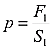 p = F₁/S₁